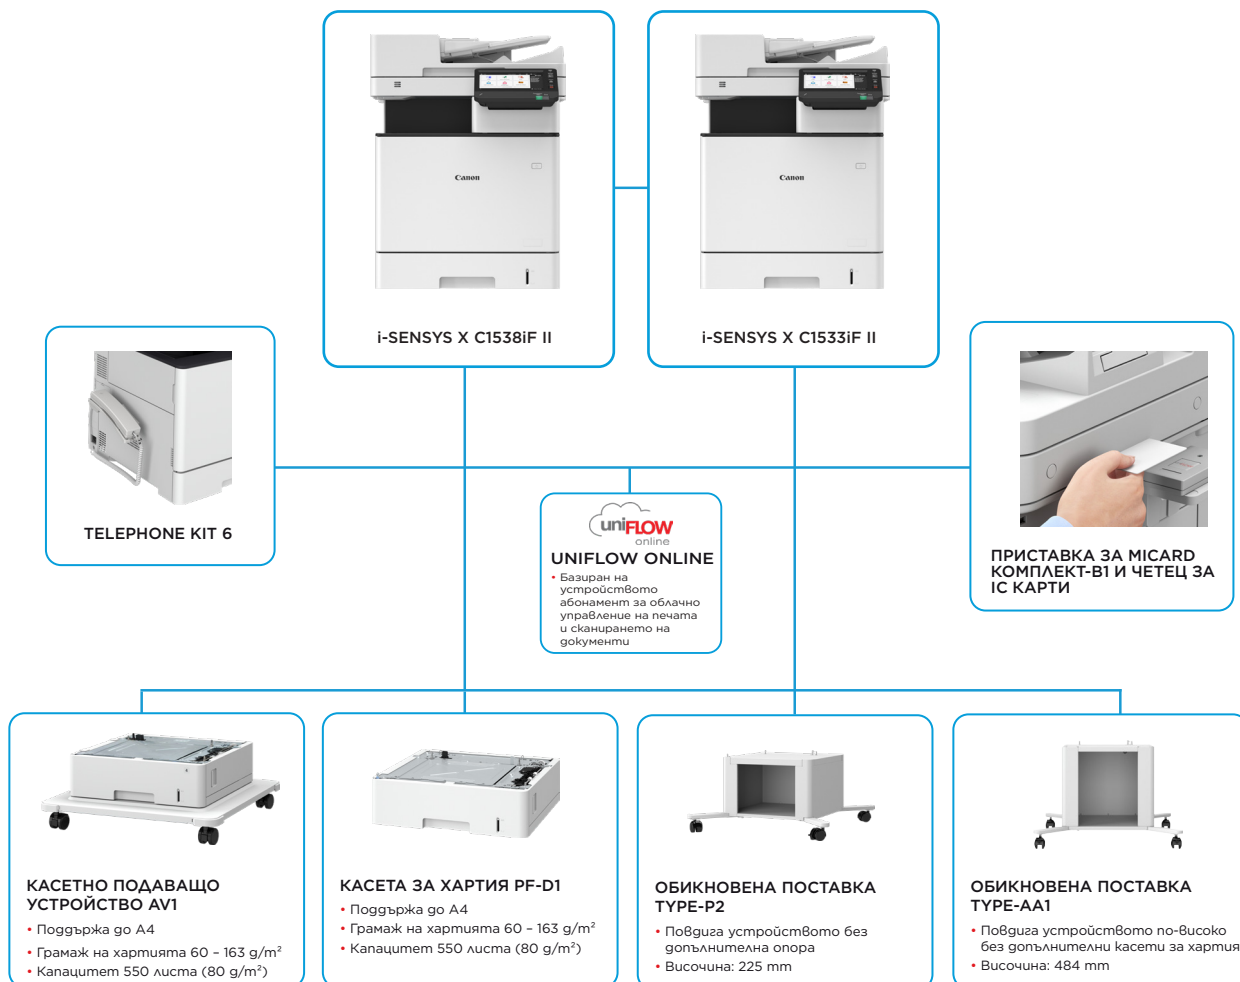 Canon
Canon
i-SENSYS X C1538iF II
i-SENSYS X C1533iF II
TELEPHONE KIT 6
uniFLOW
online
UNIFLOW ONLINE
• Базиран на
устройството
абонамент за облачно
управление на печата
и сканирането на
документи
ПРИСТАВКА ЗА MICARD
КОМПЛЕКТ-B1 И ЧЕТЕЦ ЗА
IC КАРТИ
КАСЕТНО ПОДАВАЩО
УСТРОЙСТВО AV1
• Поддържа до A4
• Грамаж на хартията 60 – 163 g/m²
• Капацитет 550 листа (80 g/m²)
КАСЕТА ЗА ХАРТИЯ PF-D1
• Поддържа до A4
• Грамаж на хартията 60 – 163 g/m²
• Капацитет 550 листа (80 g/m²)
ОБИКНОВЕНА ПОСТАВКА
TYPE-P2
• Повдига устройството без
допълнителна опора
• Височина: 225 mm
ОБИКНОВЕНА ПОСТАВКА
TYPE-AA1
• Повдига устройството по-високо
без допълнителни касети за хартия
• Височина: 484 mm